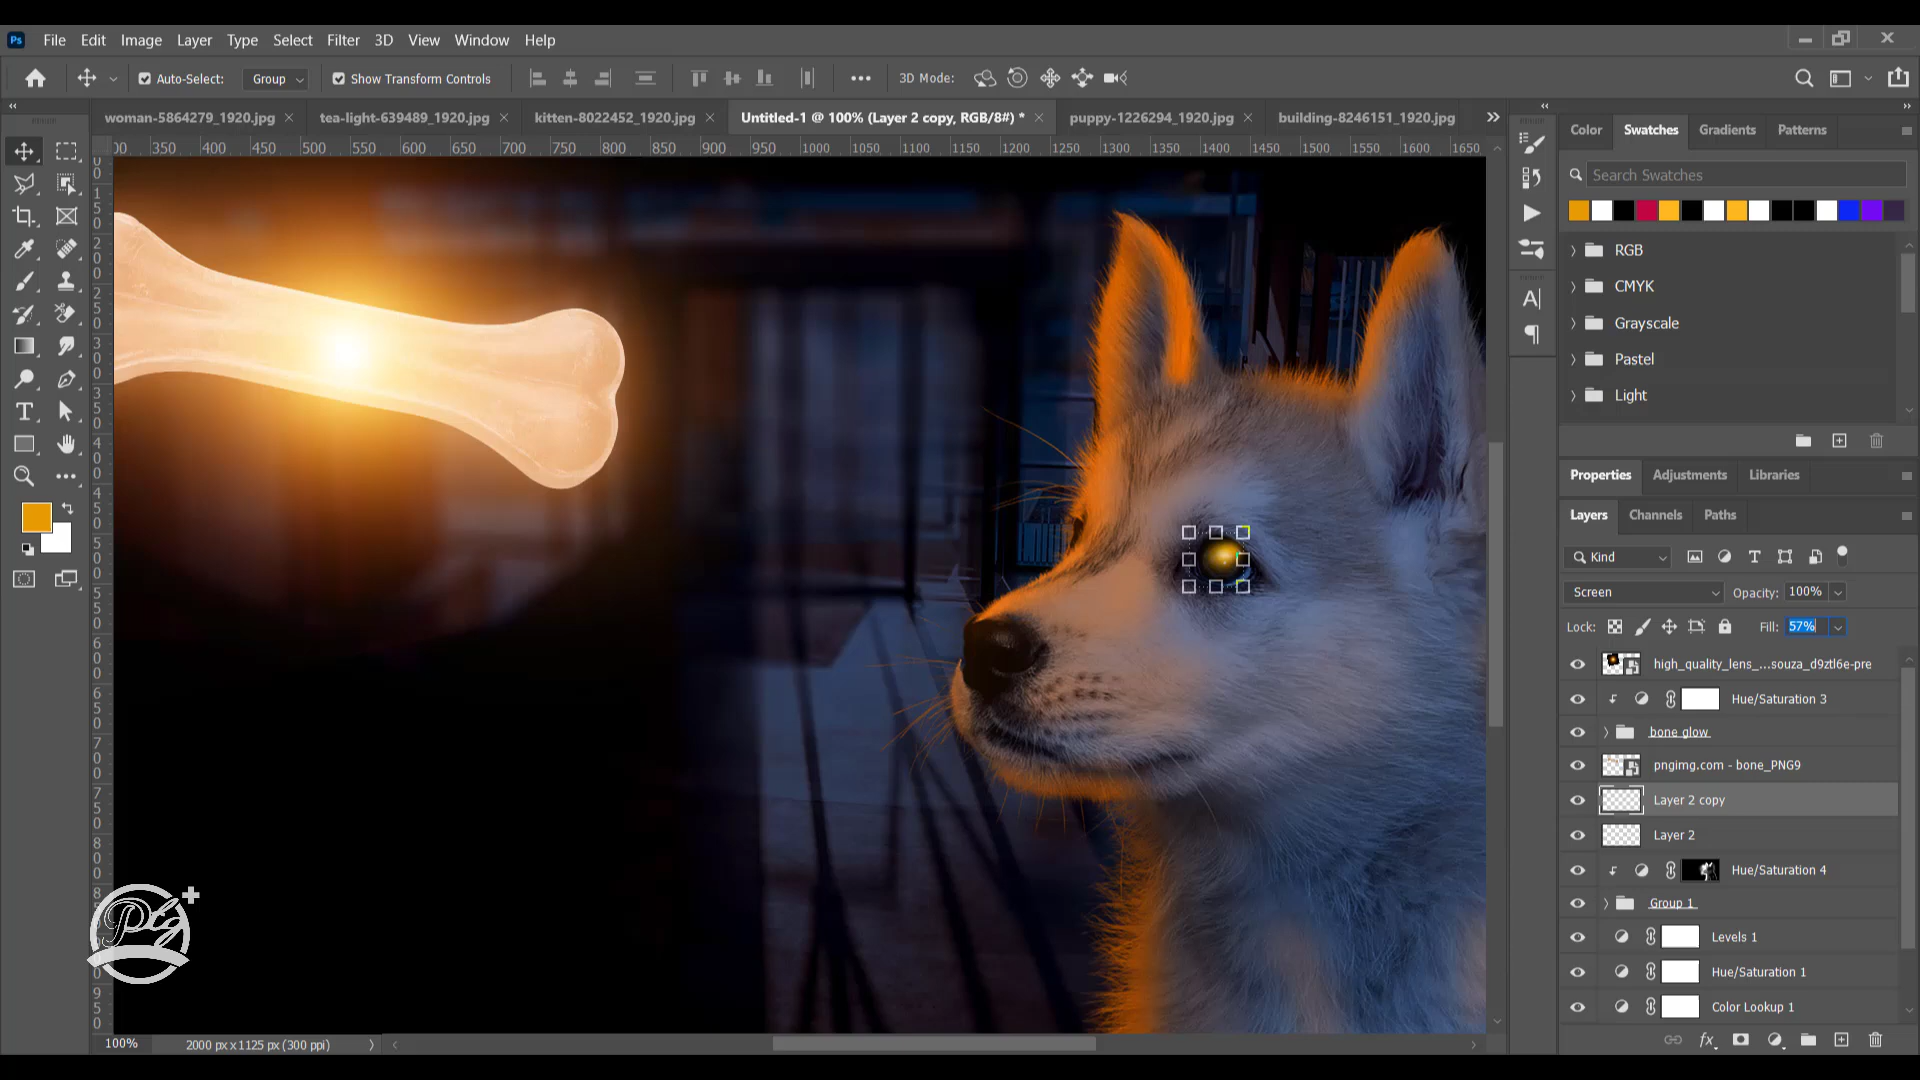 Ps File Edit Image Layer Type Select Filter 3D View Window Help
Auto-Select: Group Show Transform Controls 3D Mode:
woman-5864279_1920.jpg tea-light-639489_1920.jpg kitten-8022452_1920.jpg Untitled-1 @ 100% (Layer 2 copy, RGB/8#) * puppy-1226294_1920.jpg building-8246151_1920.jpg
00 350 400 450 500 550 600 650 700 750 800 850 900 950 1000 1050 1100 1150 1200 1250 1300 1350 1400 1450 1500 1550 1600 1650
Color Swatches Gradients Patterns
Search Swatches
RGB
CMYK
Grayscale
Pastel
Light
Properties Adjustments Libraries
Layers Channels Paths
Kind
Screen Opacity: 100%
Lock: Fill: 57%
high_quality_lens_...souza_d9ztl6e-pre
Hue/Saturation 3
bone glow
pngimg.com - bone_PNG9
Layer 2 copy
Layer 2
Hue/Saturation 4
Group 1
Levels 1
Hue/Saturation 1
Color Lookup 1
fx
Ptg
100% 2000 px x 1125 px (300 ppi)